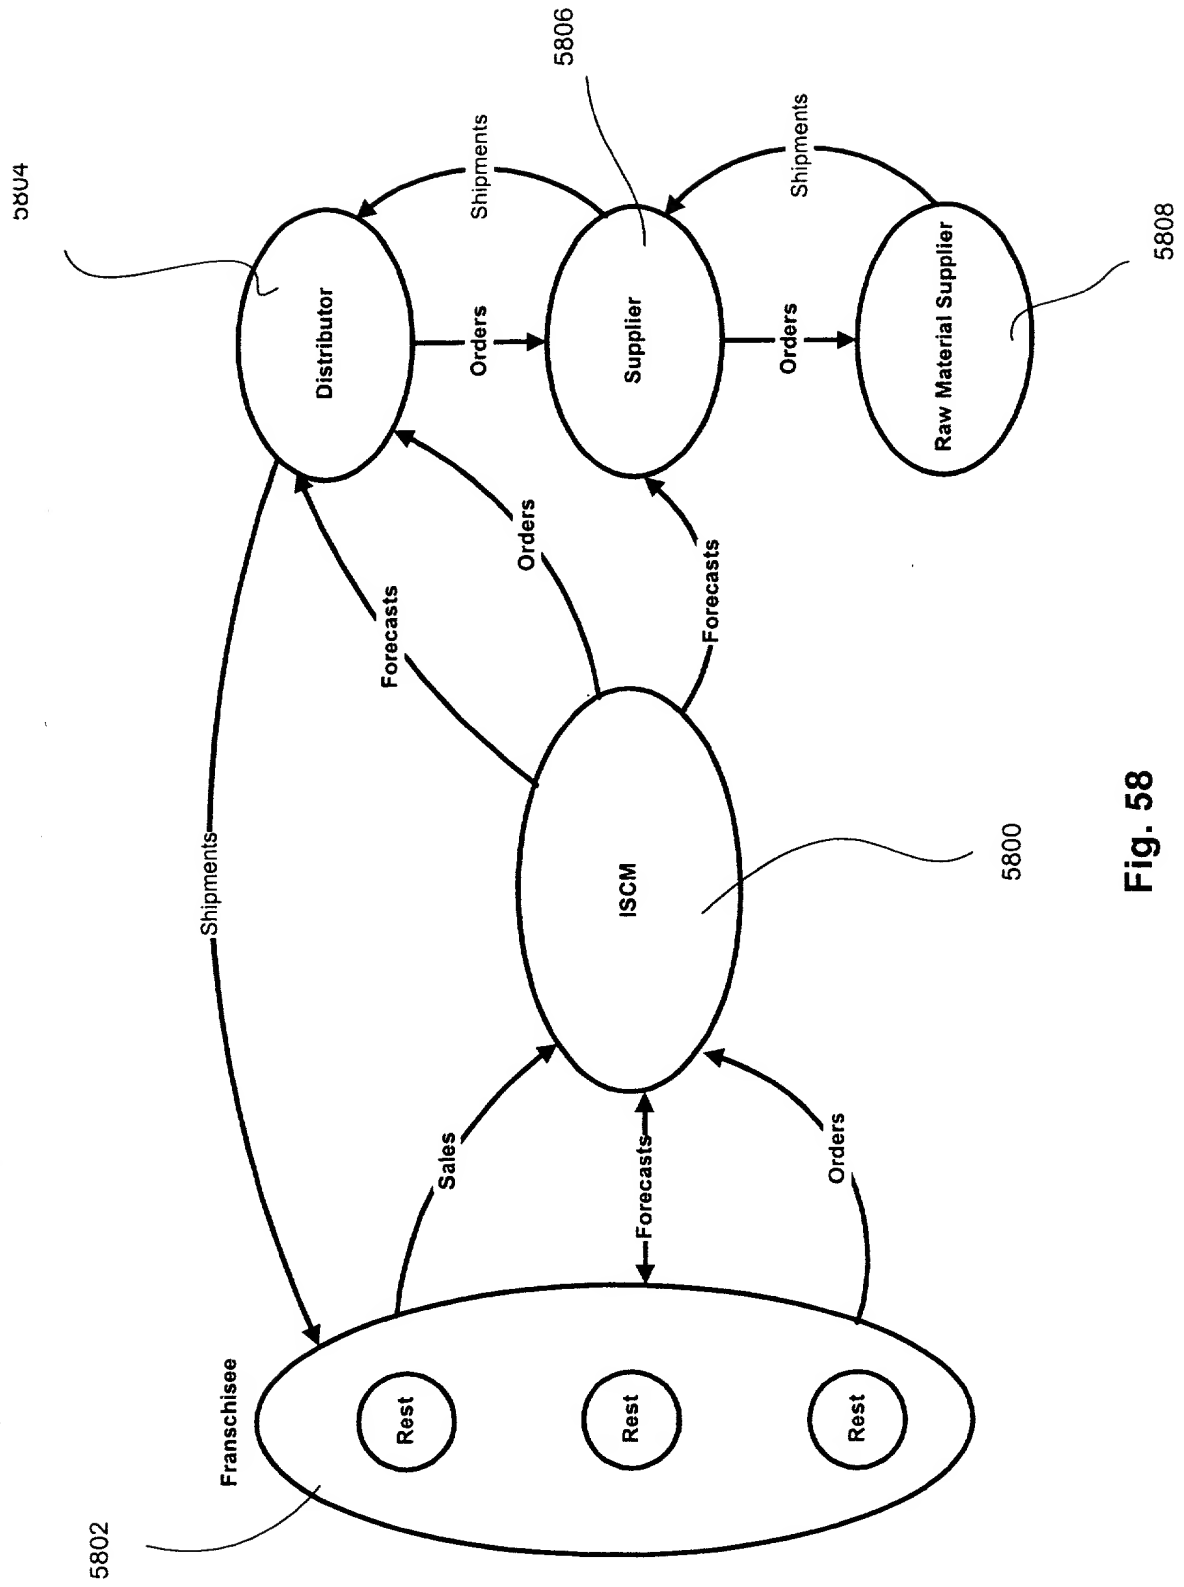 5804
5802
Shipments
Franschisee
Distributor
Forecasts
Rest
Sales
Orders
Shipments
Orders
5806
Rest
ISCM
Supplier
Forecasts
Forecasts
Orders
Shipments
Orders
Rest
Raw Material Supplier
5800
5808
Fig. 58